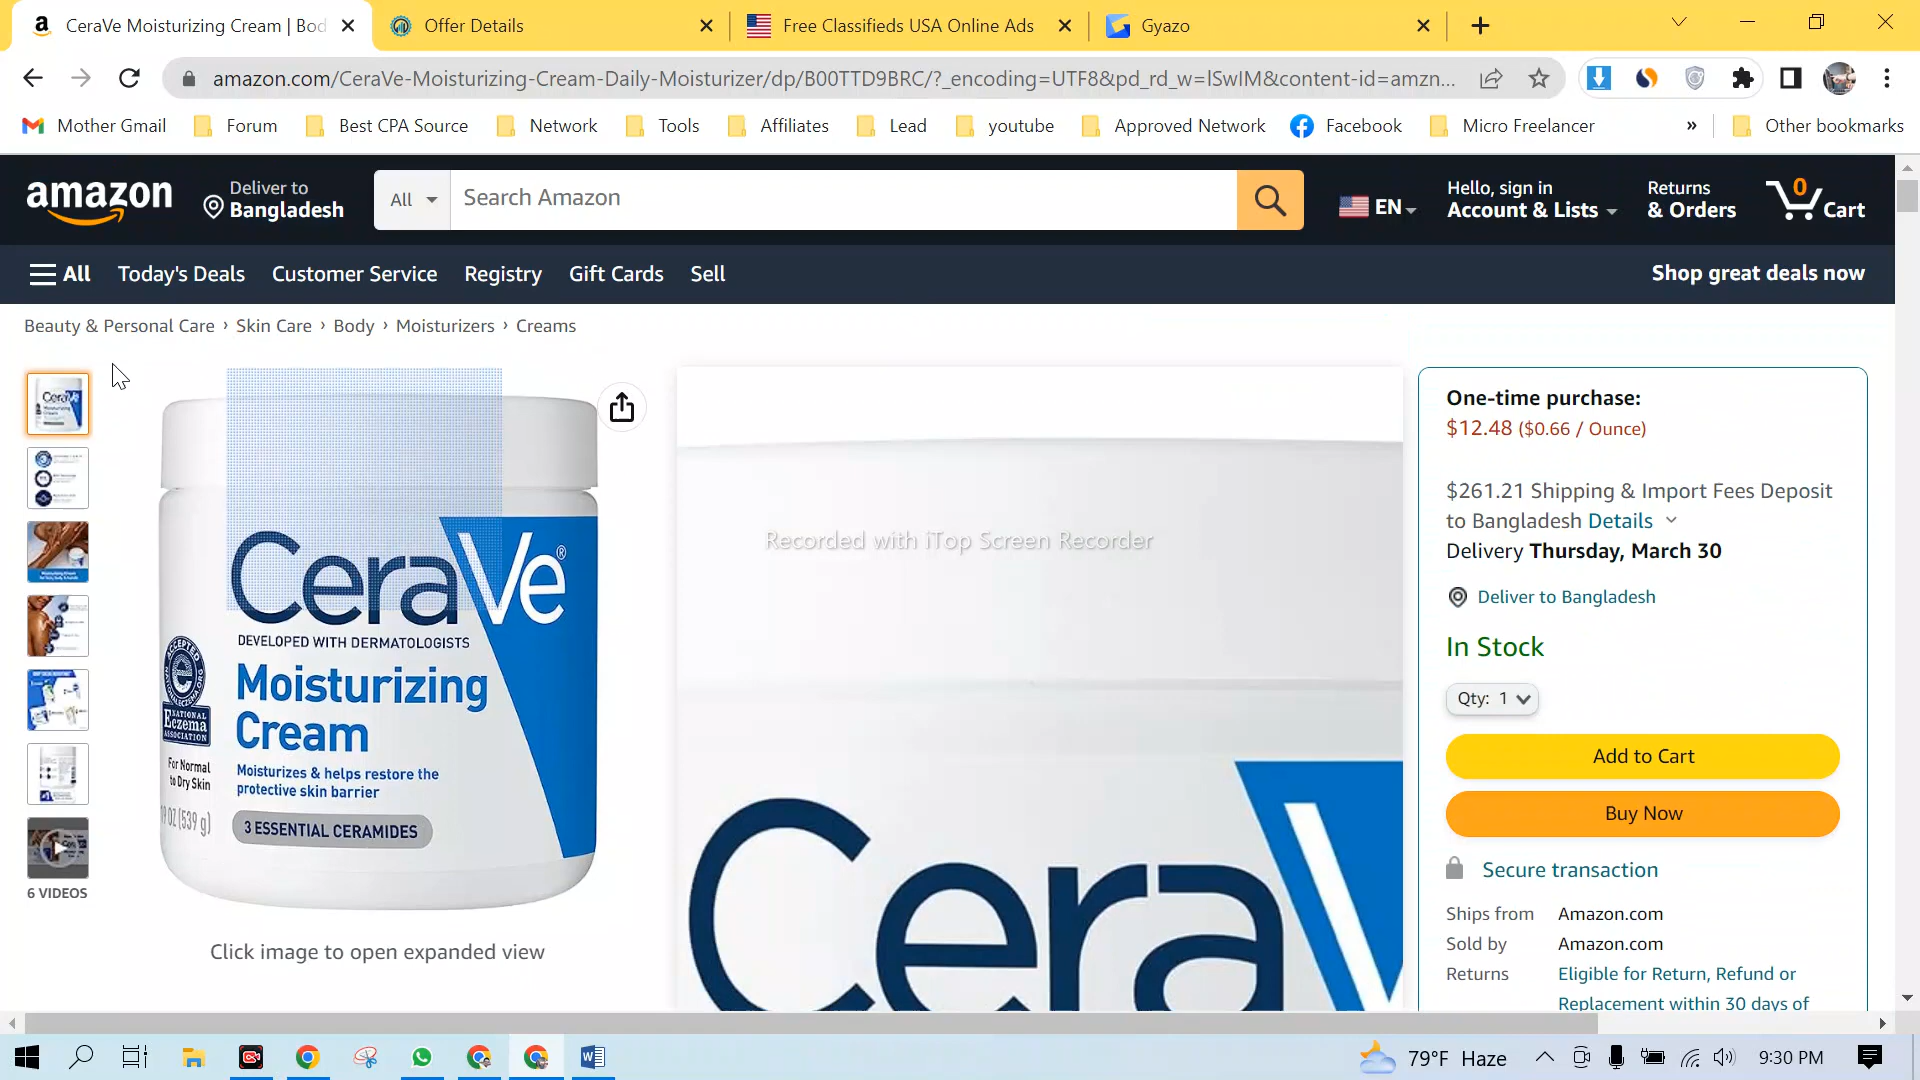 CeraVe Moisturizing Cream | Bod
Offer Details
Free Classifieds USA Online Ads
Gyazo
amazon.com/CeraVe-Moisturizing-Cream-Daily-Moisturizer/dp/B00TTD9BRC/?_encoding=UTF8&pd_rd_w=lSwIM&content-id=amzn...
Mother Gmail
Forum
Best CPA Source
Network
Tools
Affiliates
Lead
youtube
Approved Network
Facebook
Micro Freelancer
»
Other bookmarks
amazon
Deliver to
Bangladesh
All
Search Amazon
EN
Hello, sign in
Account & Lists
Returns
& Orders
0
Cart
All
Today's Deals
Customer Service
Registry
Gift Cards
Sell
Shop great deals now
Beauty & Personal Care › Skin Care › Body › Moisturizers › Creams
6 VIDEOS
CeraVe®
DEVELOPED WITH DERMATOLOGISTS
Moisturizing
Cream
NATIONAL
Eczema
ASSOCIATION
For Normal
to Dry Skin
Moisturizes & helps restore the
protective skin barrier
19 OZ (539 g)
3 ESSENTIAL CERAMIDES
Click image to open expanded view
Recorded with iTop Screen Recorder
CeraV
One-time purchase:
$12.48 ($0.66 / Ounce)
$261.21 Shipping & Import Fees Deposit
to Bangladesh Details
Delivery Thursday, March 30
Deliver to Bangladesh
In Stock
Qty: 1
Add to Cart
Buy Now
Secure transaction
Ships from Amazon.com
Sold by Amazon.com
Returns Eligible for Return, Refund or
Replacement within 30 days of
79°F Haze
9:30 PM